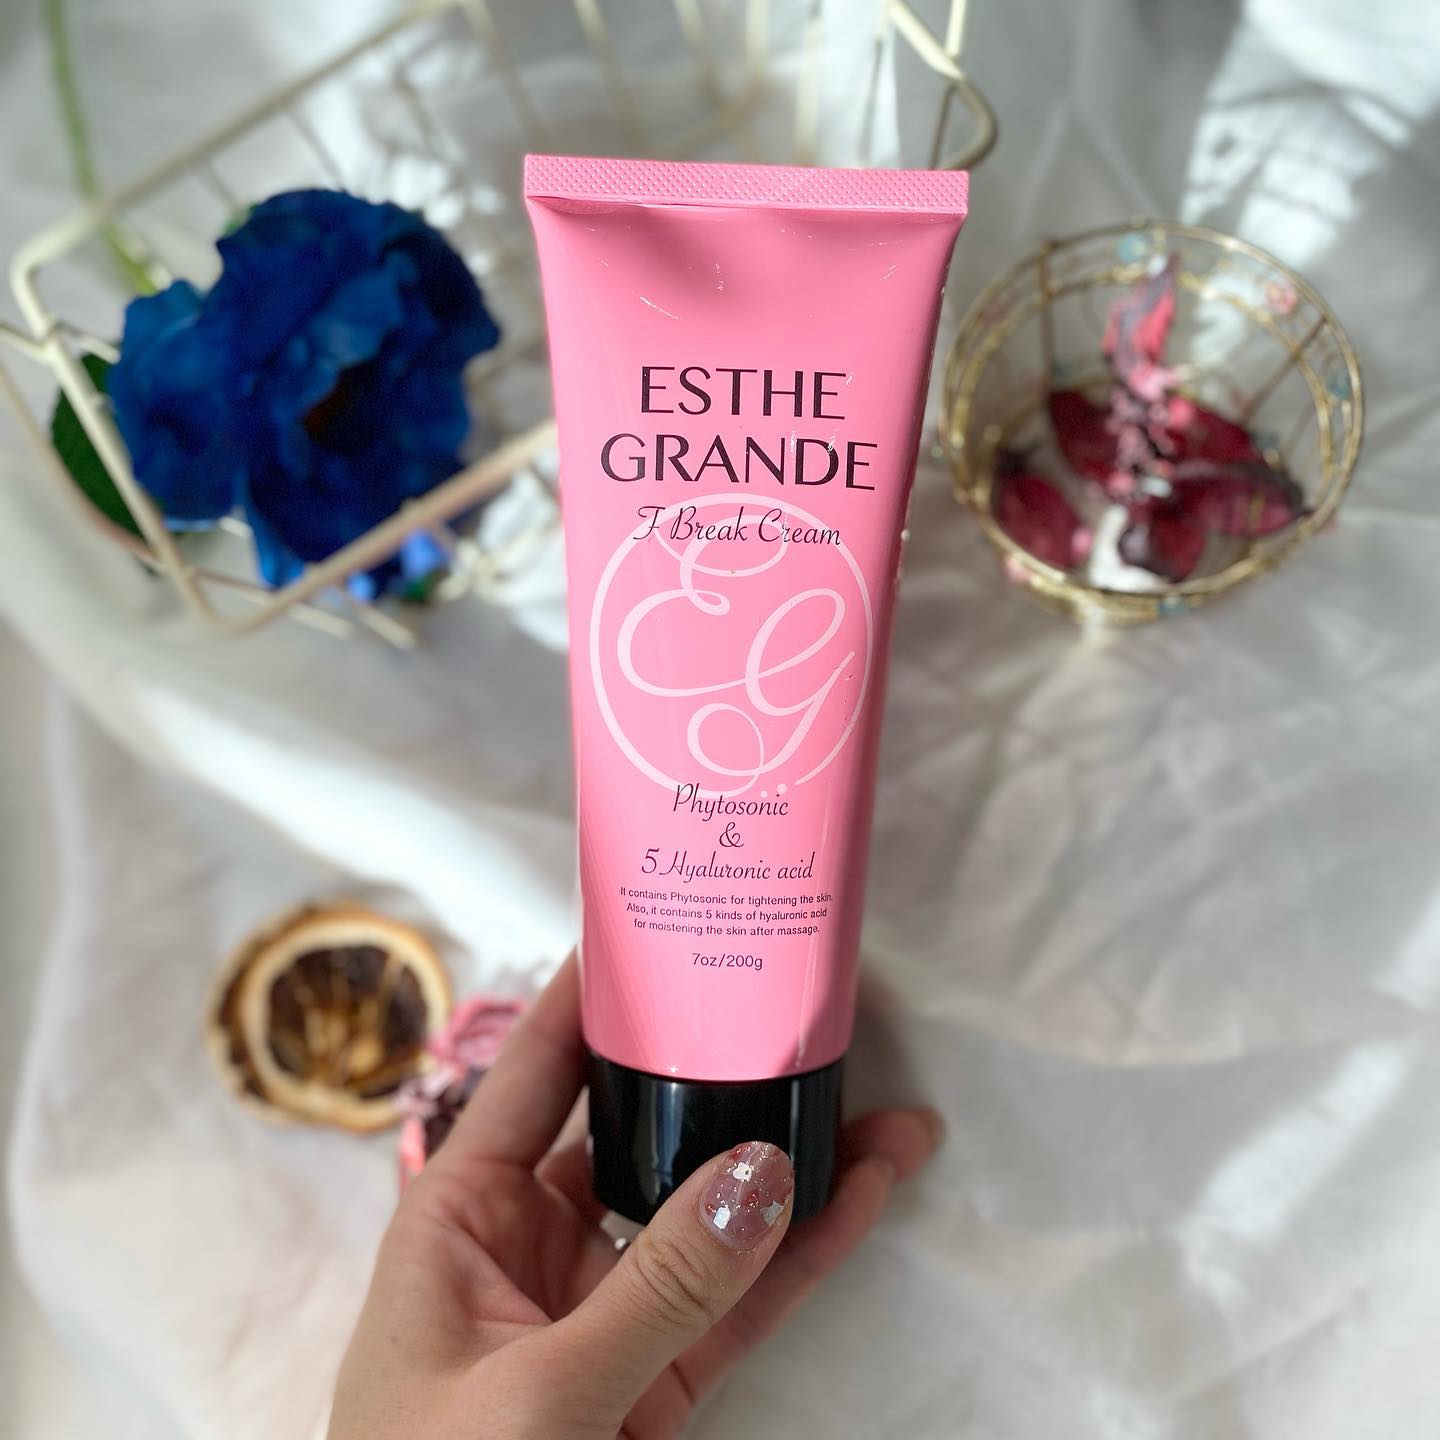 ESTHE
GRANDE
F Break Cream
EG
Phytosonic
&
5 Hyaluronic acid
It contains Phytosonic for tightening the skin.
Also, it contains 5 kinds of hyaluronic acid
for moistening the skin after massage.
7oz/200g